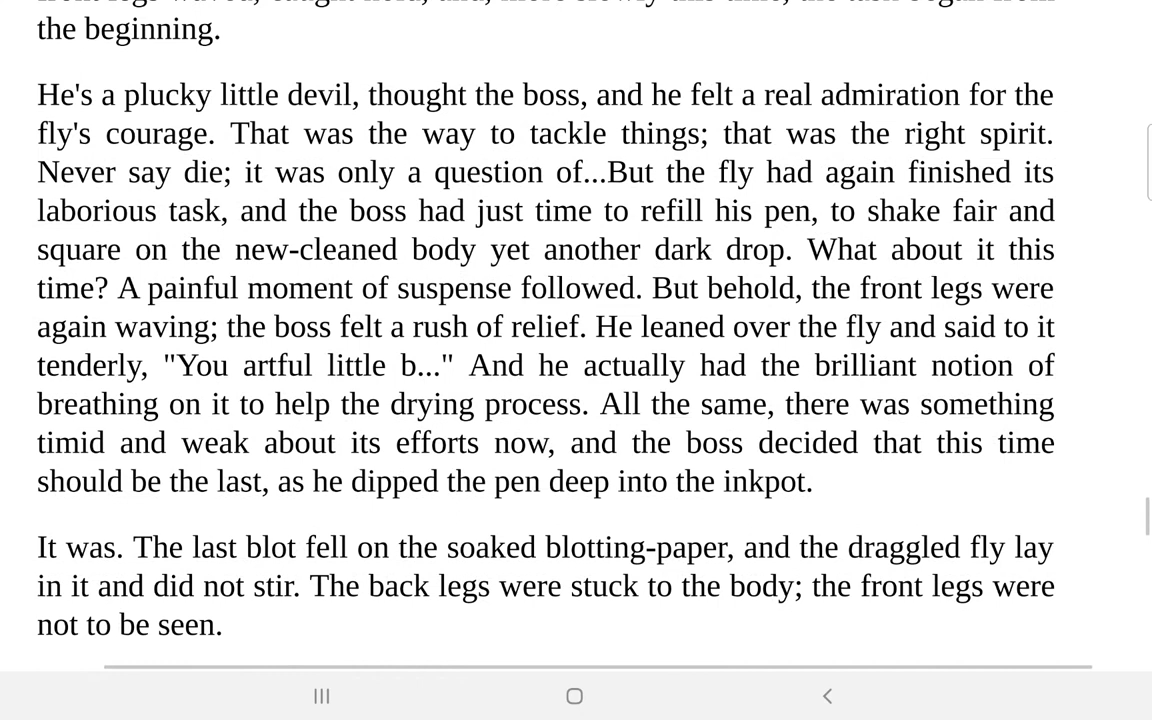 the beginning.
He's a plucky little devil, thought the boss, and he felt a real admiration for the
fly's courage. That was the way to tackle things; that was the right spirit.
Never say die; it was only a question of...But the fly had again finished its
laborious task, and the boss had just time to refill his pen, to shake fair and
square on the new-cleaned body yet another dark drop. What about it this
time? A painful moment of suspense followed. But behold, the front legs were
again waving; the boss felt a rush of relief. He leaned over the fly and said to it
tenderly, "You artful little b..." And he actually had the brilliant notion of
breathing on it to help the drying process. All the same, there was something
timid and weak about its efforts now, and the boss decided that this time
should be the last, as he dipped the pen deep into the inkpot.
It was. The last blot fell on the soaked blotting-paper, and the draggled fly lay
in it and did not stir. The back legs were stuck to the body; the front legs were
not to be seen.